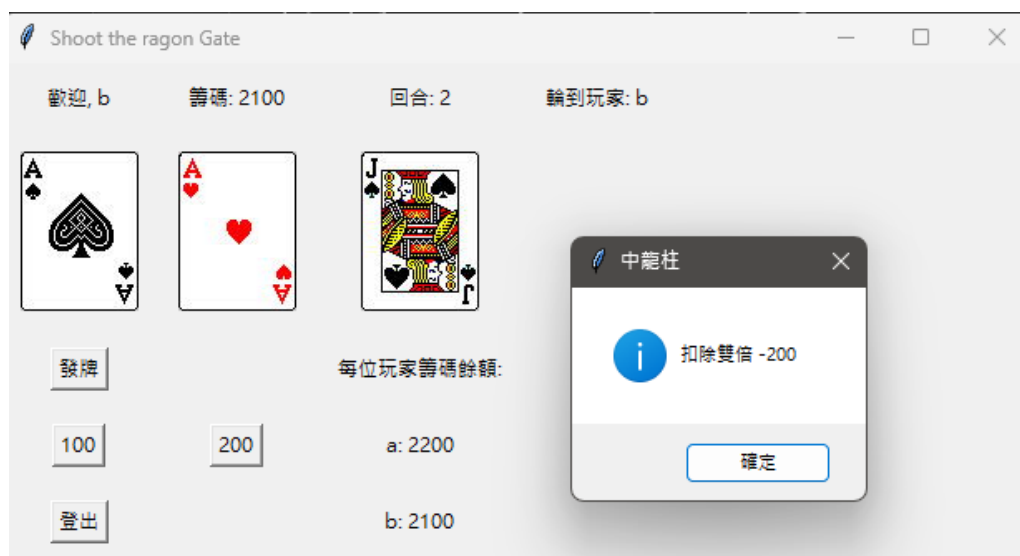 Shoot the ragon Gate
歡迎, b
籌碼: 2100
回合: 2
輪到玩家: b
A
A
A
A
J
J
中龍柱
扣除雙倍 -200
確定
發牌
每位玩家籌碼餘額:
100
200
a: 2200
登出
b: 2100